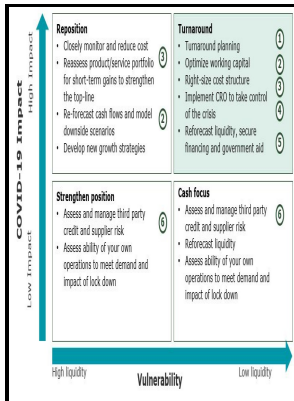 COVID-19 Impact
High Impact
Low Impact
Reposition
• Closely monitor and reduce cost
• Reassess product/service portfolio
for short-term gains to strengthen
the top-line
3
• Re-forecast cash flows and model
downside scenarios
2
• Develop new growth strategies
Turnaround
• Turnaround planning
1
• Optimize working capital
2
• Right-size cost structure
3
• Implement CRO to take control
of the crisis
4
• Reforecast liquidity, secure
financing and government aid
5
Strengthen position
• Assess and manage third party
credit and supplier risk
6
• Assess ability of your own
operations to meet demand and
impact of lock down
Cash focus
• Assess and manage third party
credit and supplier risk
6
• Reforecast liquidity
• Assess ability of your own
operations to meet demand and
impact of lock down
High liquidity
Vulnerability
Low liquidity